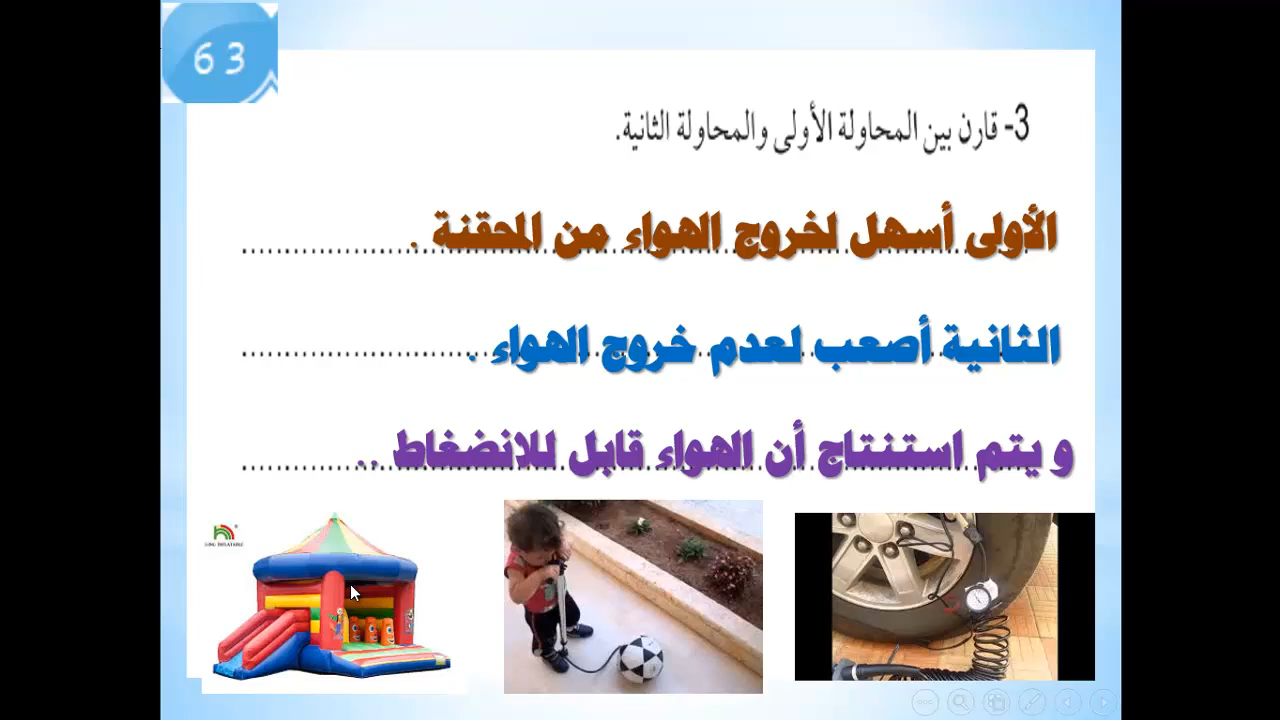 63
3- قارن بين المحاولة الأولى والمحاولة الثانية.
الأولى أسهل لخروج الهواء من المحقنة .
الثانية أصعب لعدم خروج الهواء .
و يتم استنتاج أن الهواء قابل للانضغاط ..